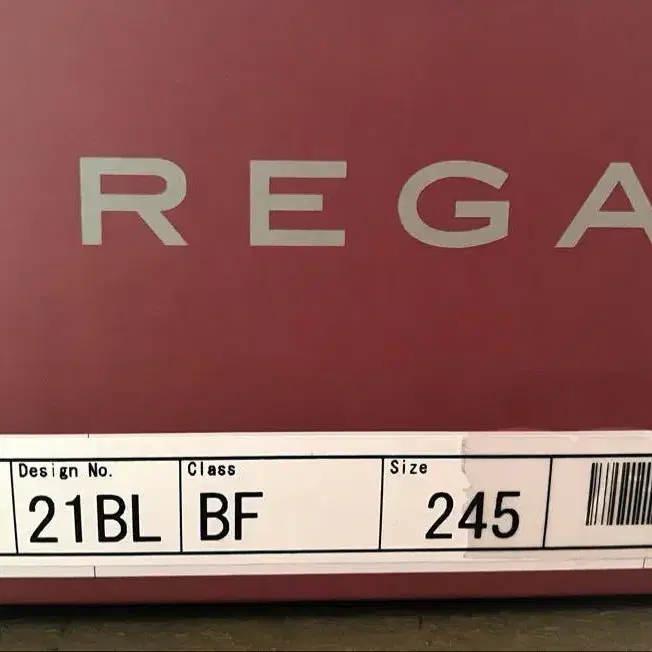 REGA
Design No. Class Size
21BL BF 245